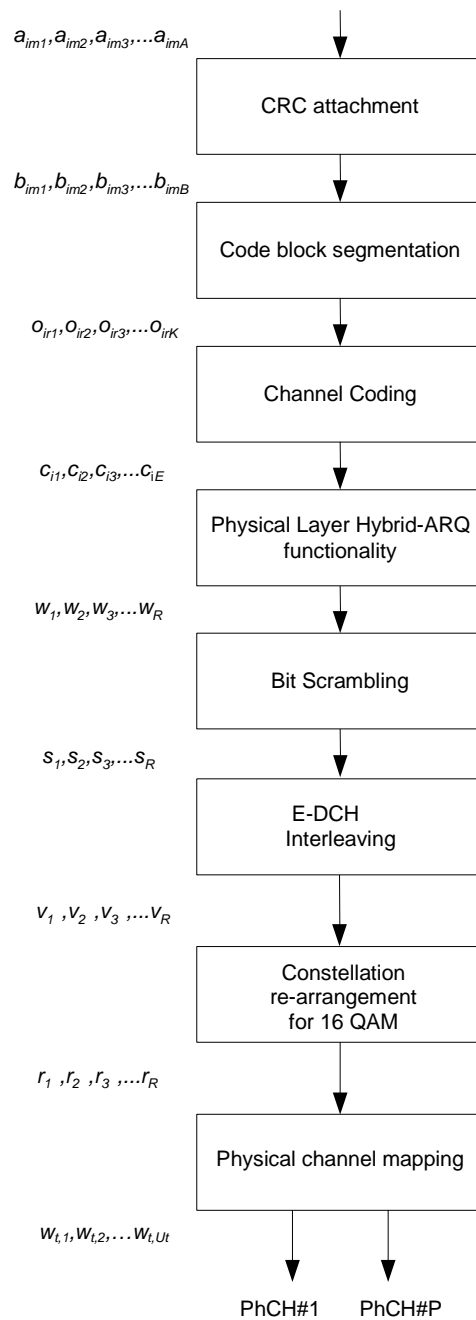 a_im1,a_im2,a_im3,...a_imA
CRC attachment
b_im1,b_im2,b_im3,...b_imB
Code block segmentation
o_ir1,o_ir2,o_ir3,...o_irK
Channel Coding
c_i1,c_i2,c_i3,...c_iE
Physical Layer Hybrid-ARQ
functionality
w_1,w_2,w_3,...w_R
Bit Scrambling
s_1,s_2,s_3,...s_R
E-DCH
Interleaving
v_1 ,v_2 ,v_3 ,...v_R
Constellation
re-arrangement
for 16 QAM
r_1 ,r_2 ,r_3 ,...r_R
Physical channel mapping
w_t,1,w_t,2,…w_t,Ut
PhCH#1 PhCH#P